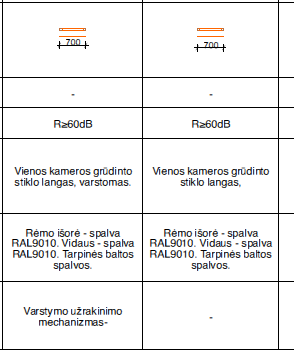 700 700
- -
R≥60dB R≥60dB
Vienos kameros grūdinto Vienos kameros grūdinto
stiklo langas, varstomas. stiklo langas,
Rėmo išorė - spalva Rėmo išorė - spalva
RAL9010. Vidaus - spalva RAL9010. Vidaus - spalva
RAL9010. Tarpinės baltos RAL9010. Tarpinės baltos
spalvos. spalvos.
Varstymo užrakinimo -
mechanizmas-